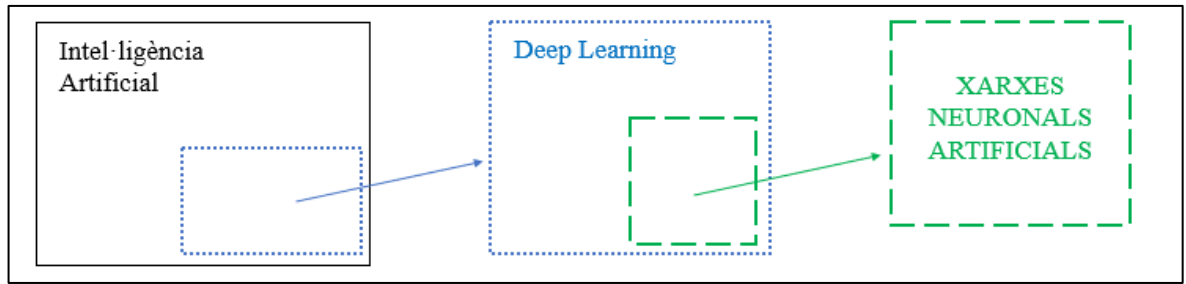 Intel·ligència
Artificial
Deep Learning
XARXES
NEURONALS
ARTIFICIALS